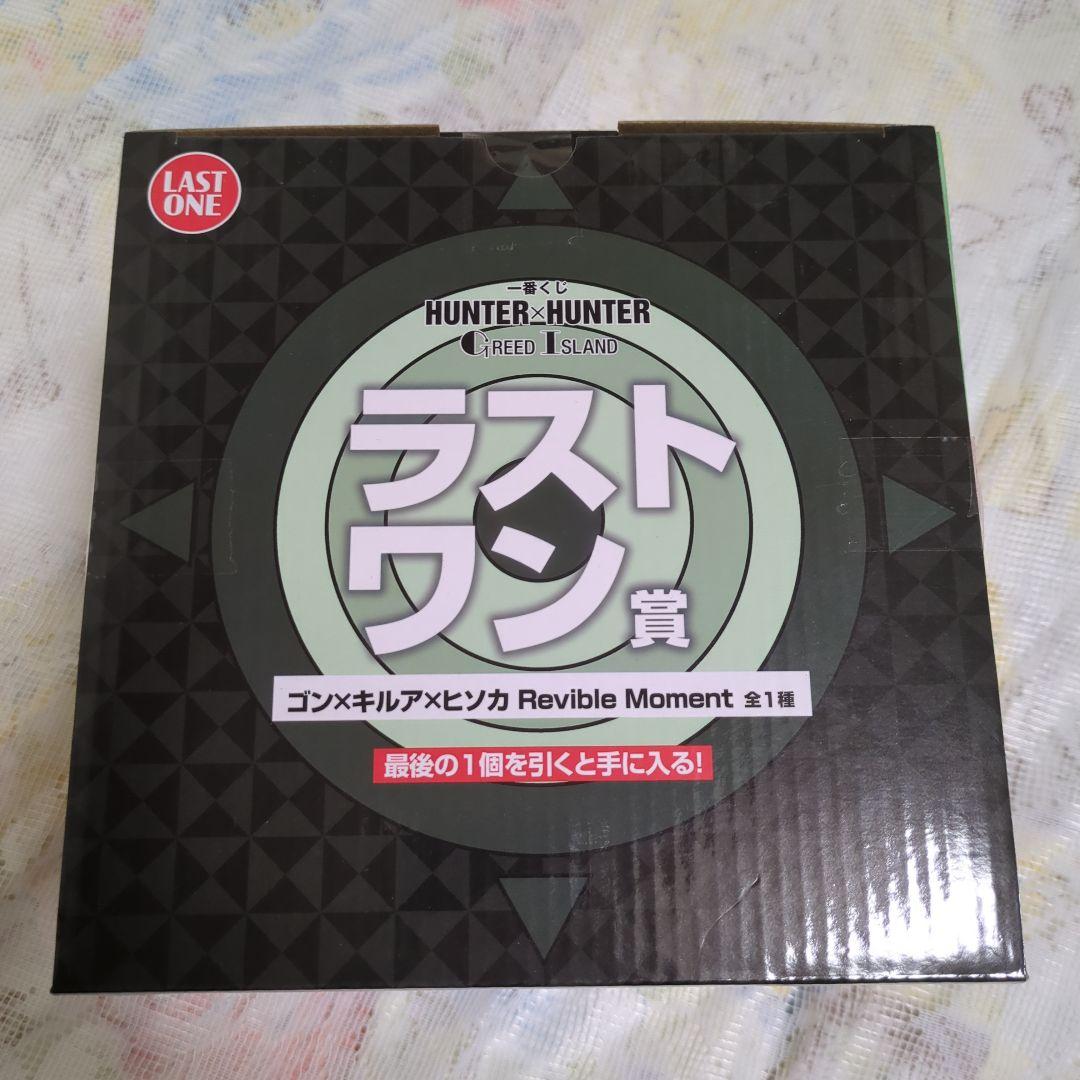 LAST
ONE
一番くじ
HUNTER×HUNTER
GREED ISLAND
ラスト
ワン賞
ゴン×キルア×ヒソカ Revible Moment 全1種
最後の1個を引くと手に入る!